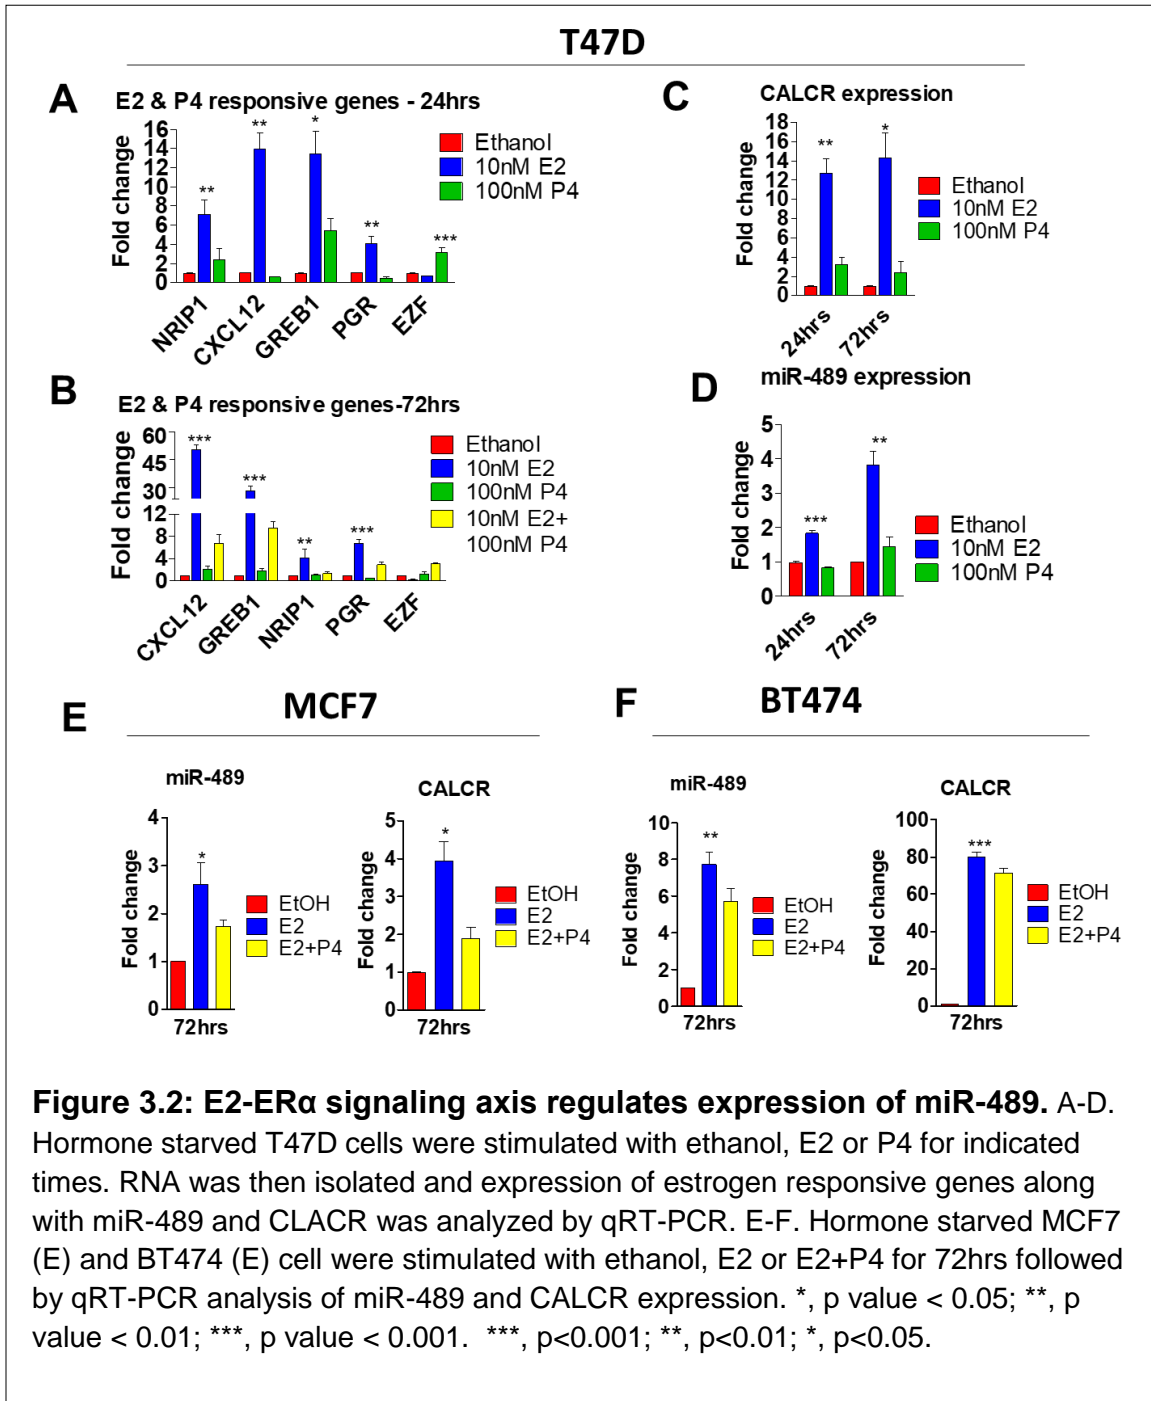 T47D
A
E2 & P4 responsive genes - 24hrs
Fold change
16
14
12
10
8
6
4
2
0
**
**
*
**
***
NRIP1
CXCL12
GREB1
PGR
EZF
Ethanol
10nM E2
100nM P4
C
CALCR expression
Fold change
18
16
14
12
10
8
6
4
2
0
**
*
24hrs
72hrs
Ethanol
10nM E2
100nM P4
B
E2 & P4 responsive genes-72hrs
Fold change
60
45
30
12
8
4
0
***
***
**
***
CXCL12
GREB1
NRIP1
PGR
EZF
Ethanol
10nM E2
100nM P4
10nM E2+
100nM P4
D
miR-489 expression
Fold change
5
4
3
2
1
0
***
**
24hrs
72hrs
Ethanol
10nM E2
100nM P4
E
MCF7
miR-489
Fold change
4
3
2
1
0
*
72hrs
EtOH
E2
E2+P4
CALCR
Fold change
5
4
3
2
1
0
*
72hrs
EtOH
E2
E2+P4
F
BT474
miR-489
Fold change
10
8
6
4
2
0
**
72hrs
EtOH
E2
E2+P4
CALCR
Fold change
100
80
60
40
20
0
***
72hrs
EtOH
E2
E2+P4
Figure 3.2: E2-ERα signaling axis regulates expression of miR-489. A-D.
Hormone starved T47D cells were stimulated with ethanol, E2 or P4 for indicated
times. RNA was then isolated and expression of estrogen responsive genes along
with miR-489 and CLACR was analyzed by qRT-PCR. E-F. Hormone starved MCF7
(E) and BT474 (E) cell were stimulated with ethanol, E2 or E2+P4 for 72hrs followed
by qRT-PCR analysis of miR-489 and CALCR expression. *, p value < 0.05; **, p
value < 0.01; ***, p value < 0.001. ***, p<0.001; **, p<0.01; *, p<0.05.